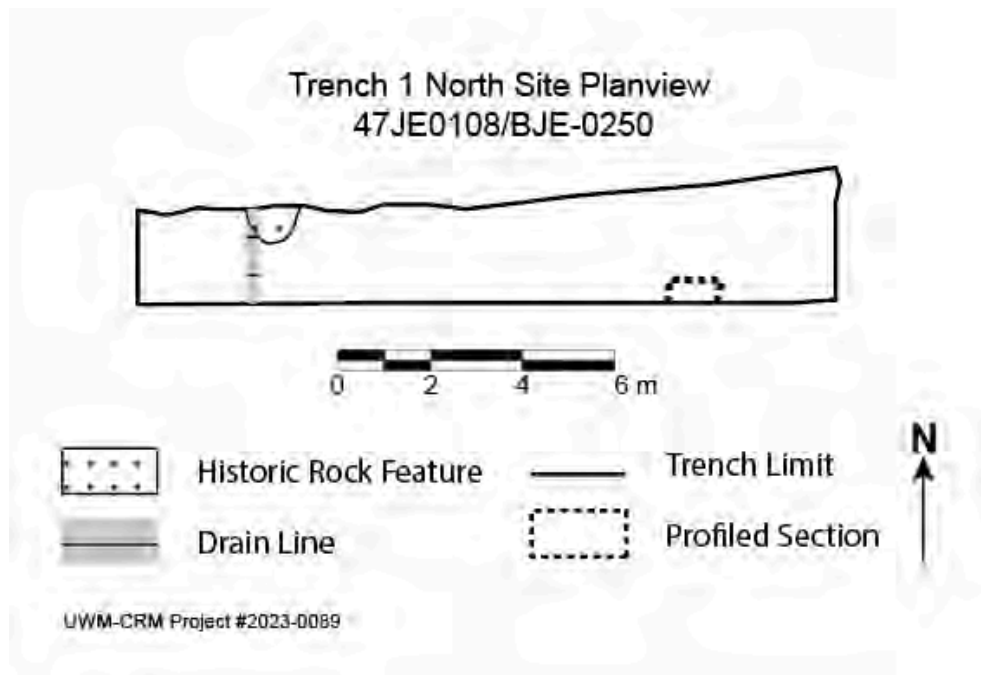 Trench 1 North Site Planview
47JE0108/BJE-0250
0 2 4 6 m
N
Historic Rock Feature
Trench Limit
Drain Line
Profiled Section
UWM-CRM Project #2023-0089